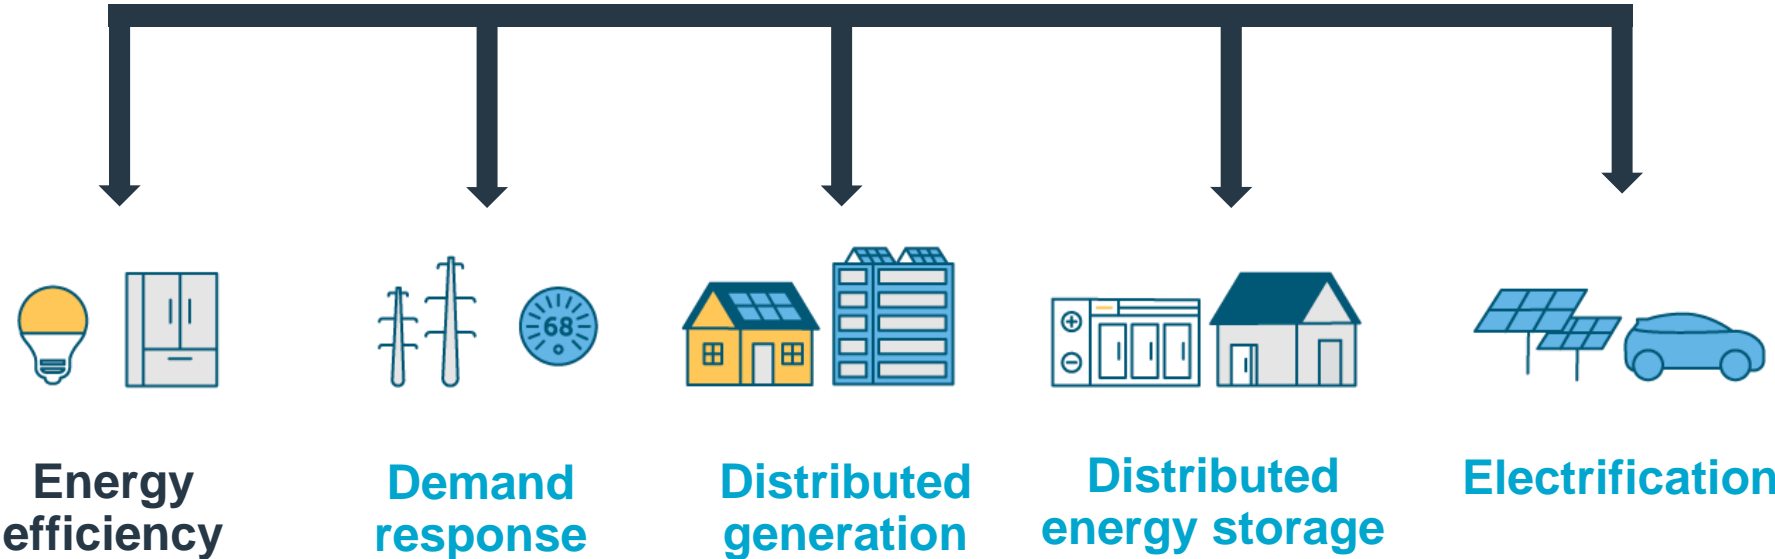 68
Energy
efficiency
Demand
response
Distributed
generation
Distributed
energy storage
Electrification